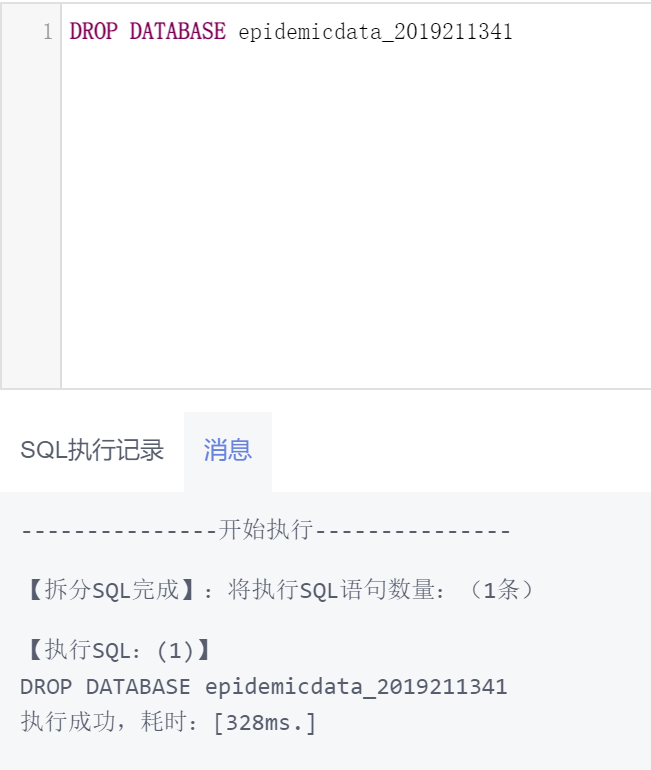 1 DROP DATABASE epidemicdata_2019211341
SQL执行记录 消息
---------------开始执行---------------
【拆分SQL完成】：将执行SQL语句数量：（1条）
【执行SQL：(1)】
DROP DATABASE epidemicdata_2019211341
执行成功，耗时：[328ms.]